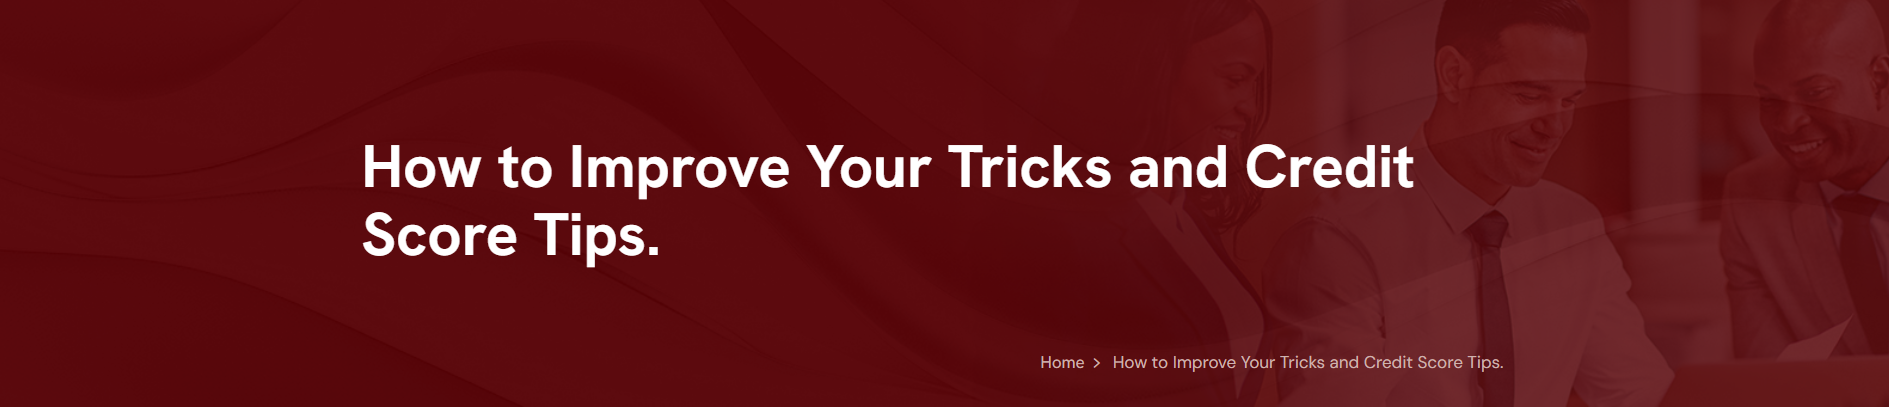 How to Improve Your Tricks and Credit
Score Tips.
Home > How to Improve Your Tricks and Credit Score Tips.